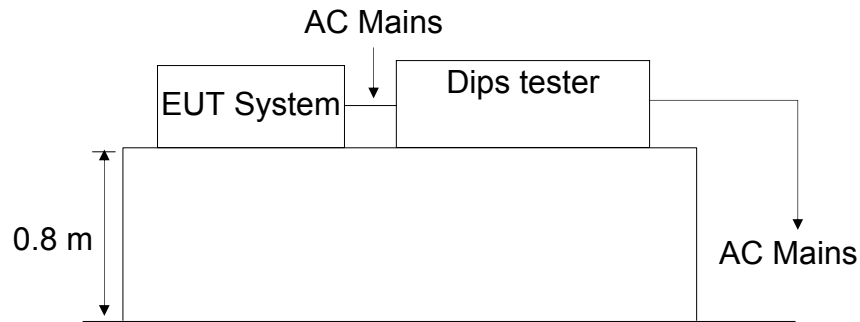 AC Mains
EUT System
Dips tester
0.8 m
AC Mains